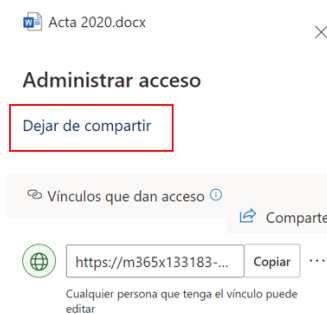 Acta 2020.docx
Administrar acceso
Dejar de compartir
Vínculos que dan acceso
Comparte
https://m365x133183-... Copiar ...
Cualquier persona que tenga el vínculo puede
editar